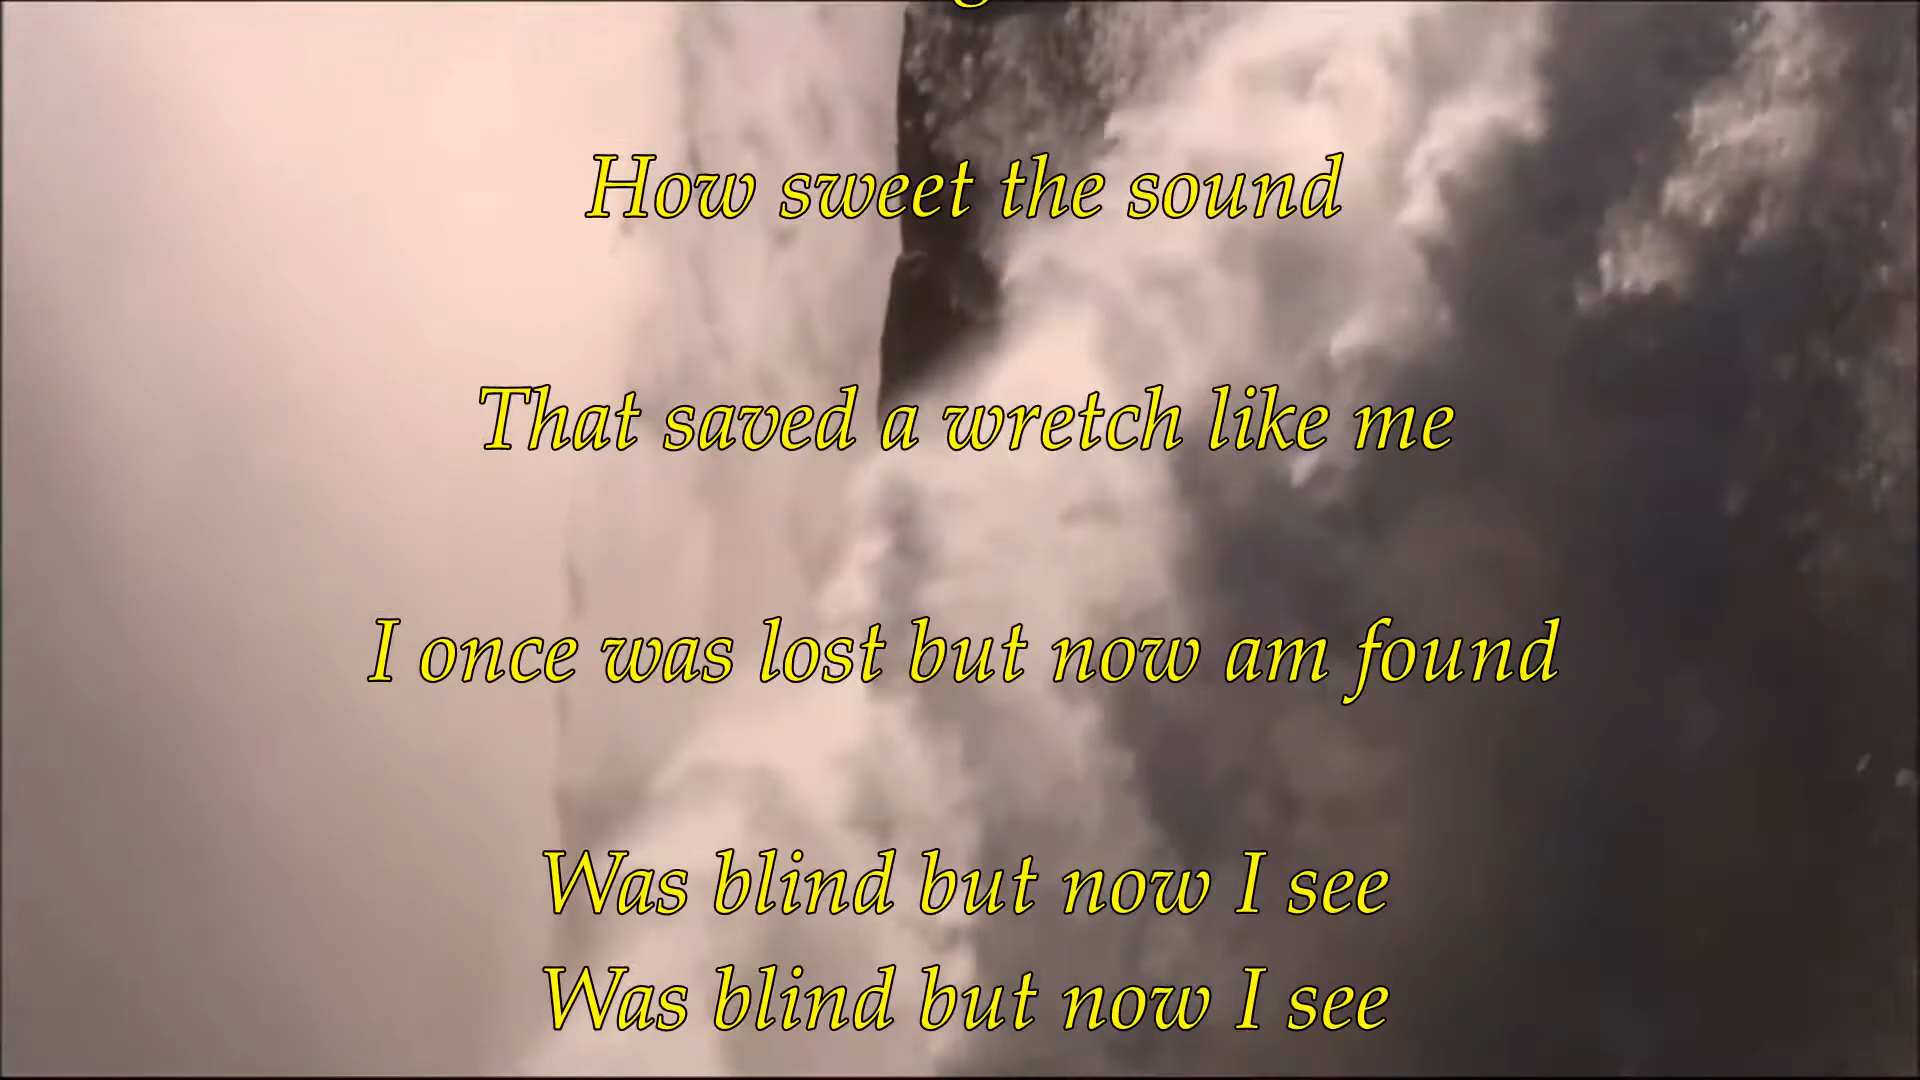 How sweet the sound
That saved a wretch like me
I once was lost but now am found
Was blind but now I see
Was blind but now I see